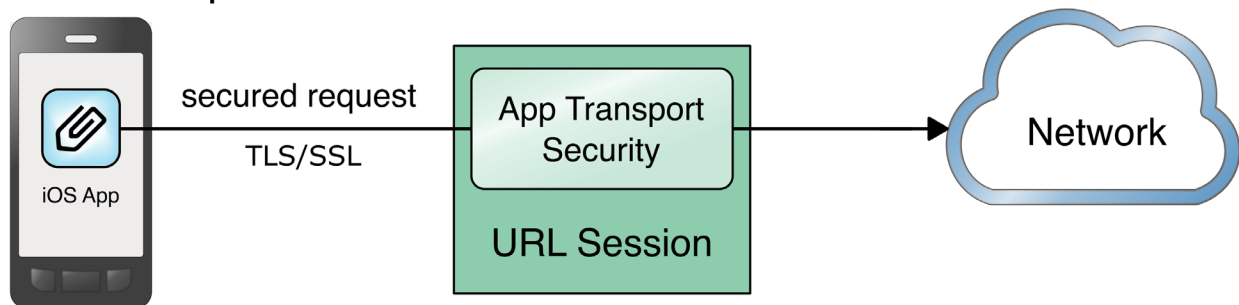 secured request
TLS/SSL
iOS App
App Transport
Security
URL Session
Network